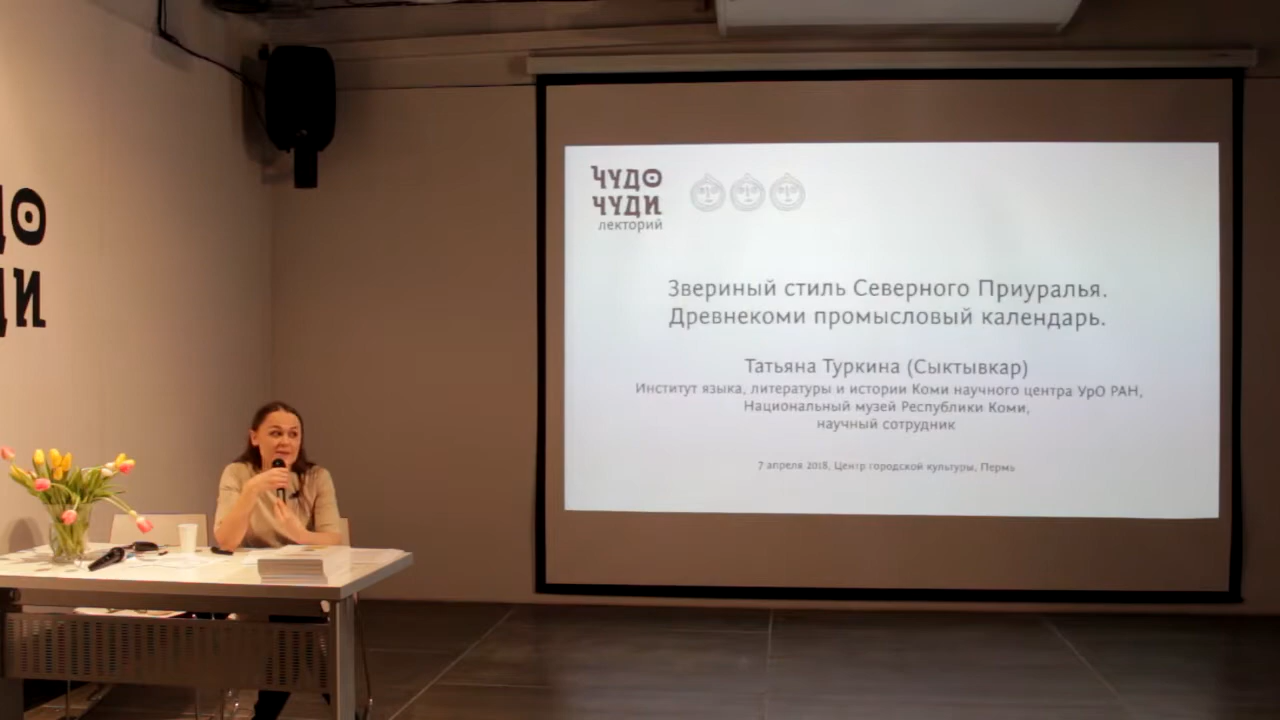 ЧУДО
ЧУДИ
лекторий
Звериный стиль Северного Приуралья.
Древнекоми промысловый календарь.
Татьяна Туркина (Сыктывкар)
Институт языка, литературы и истории Коми научного центра УрО РАН,
Национальный музей Республики Коми,
научный сотрудник
7 апреля 2018, Центр городской культуры, Пермь
ДО
ДИ